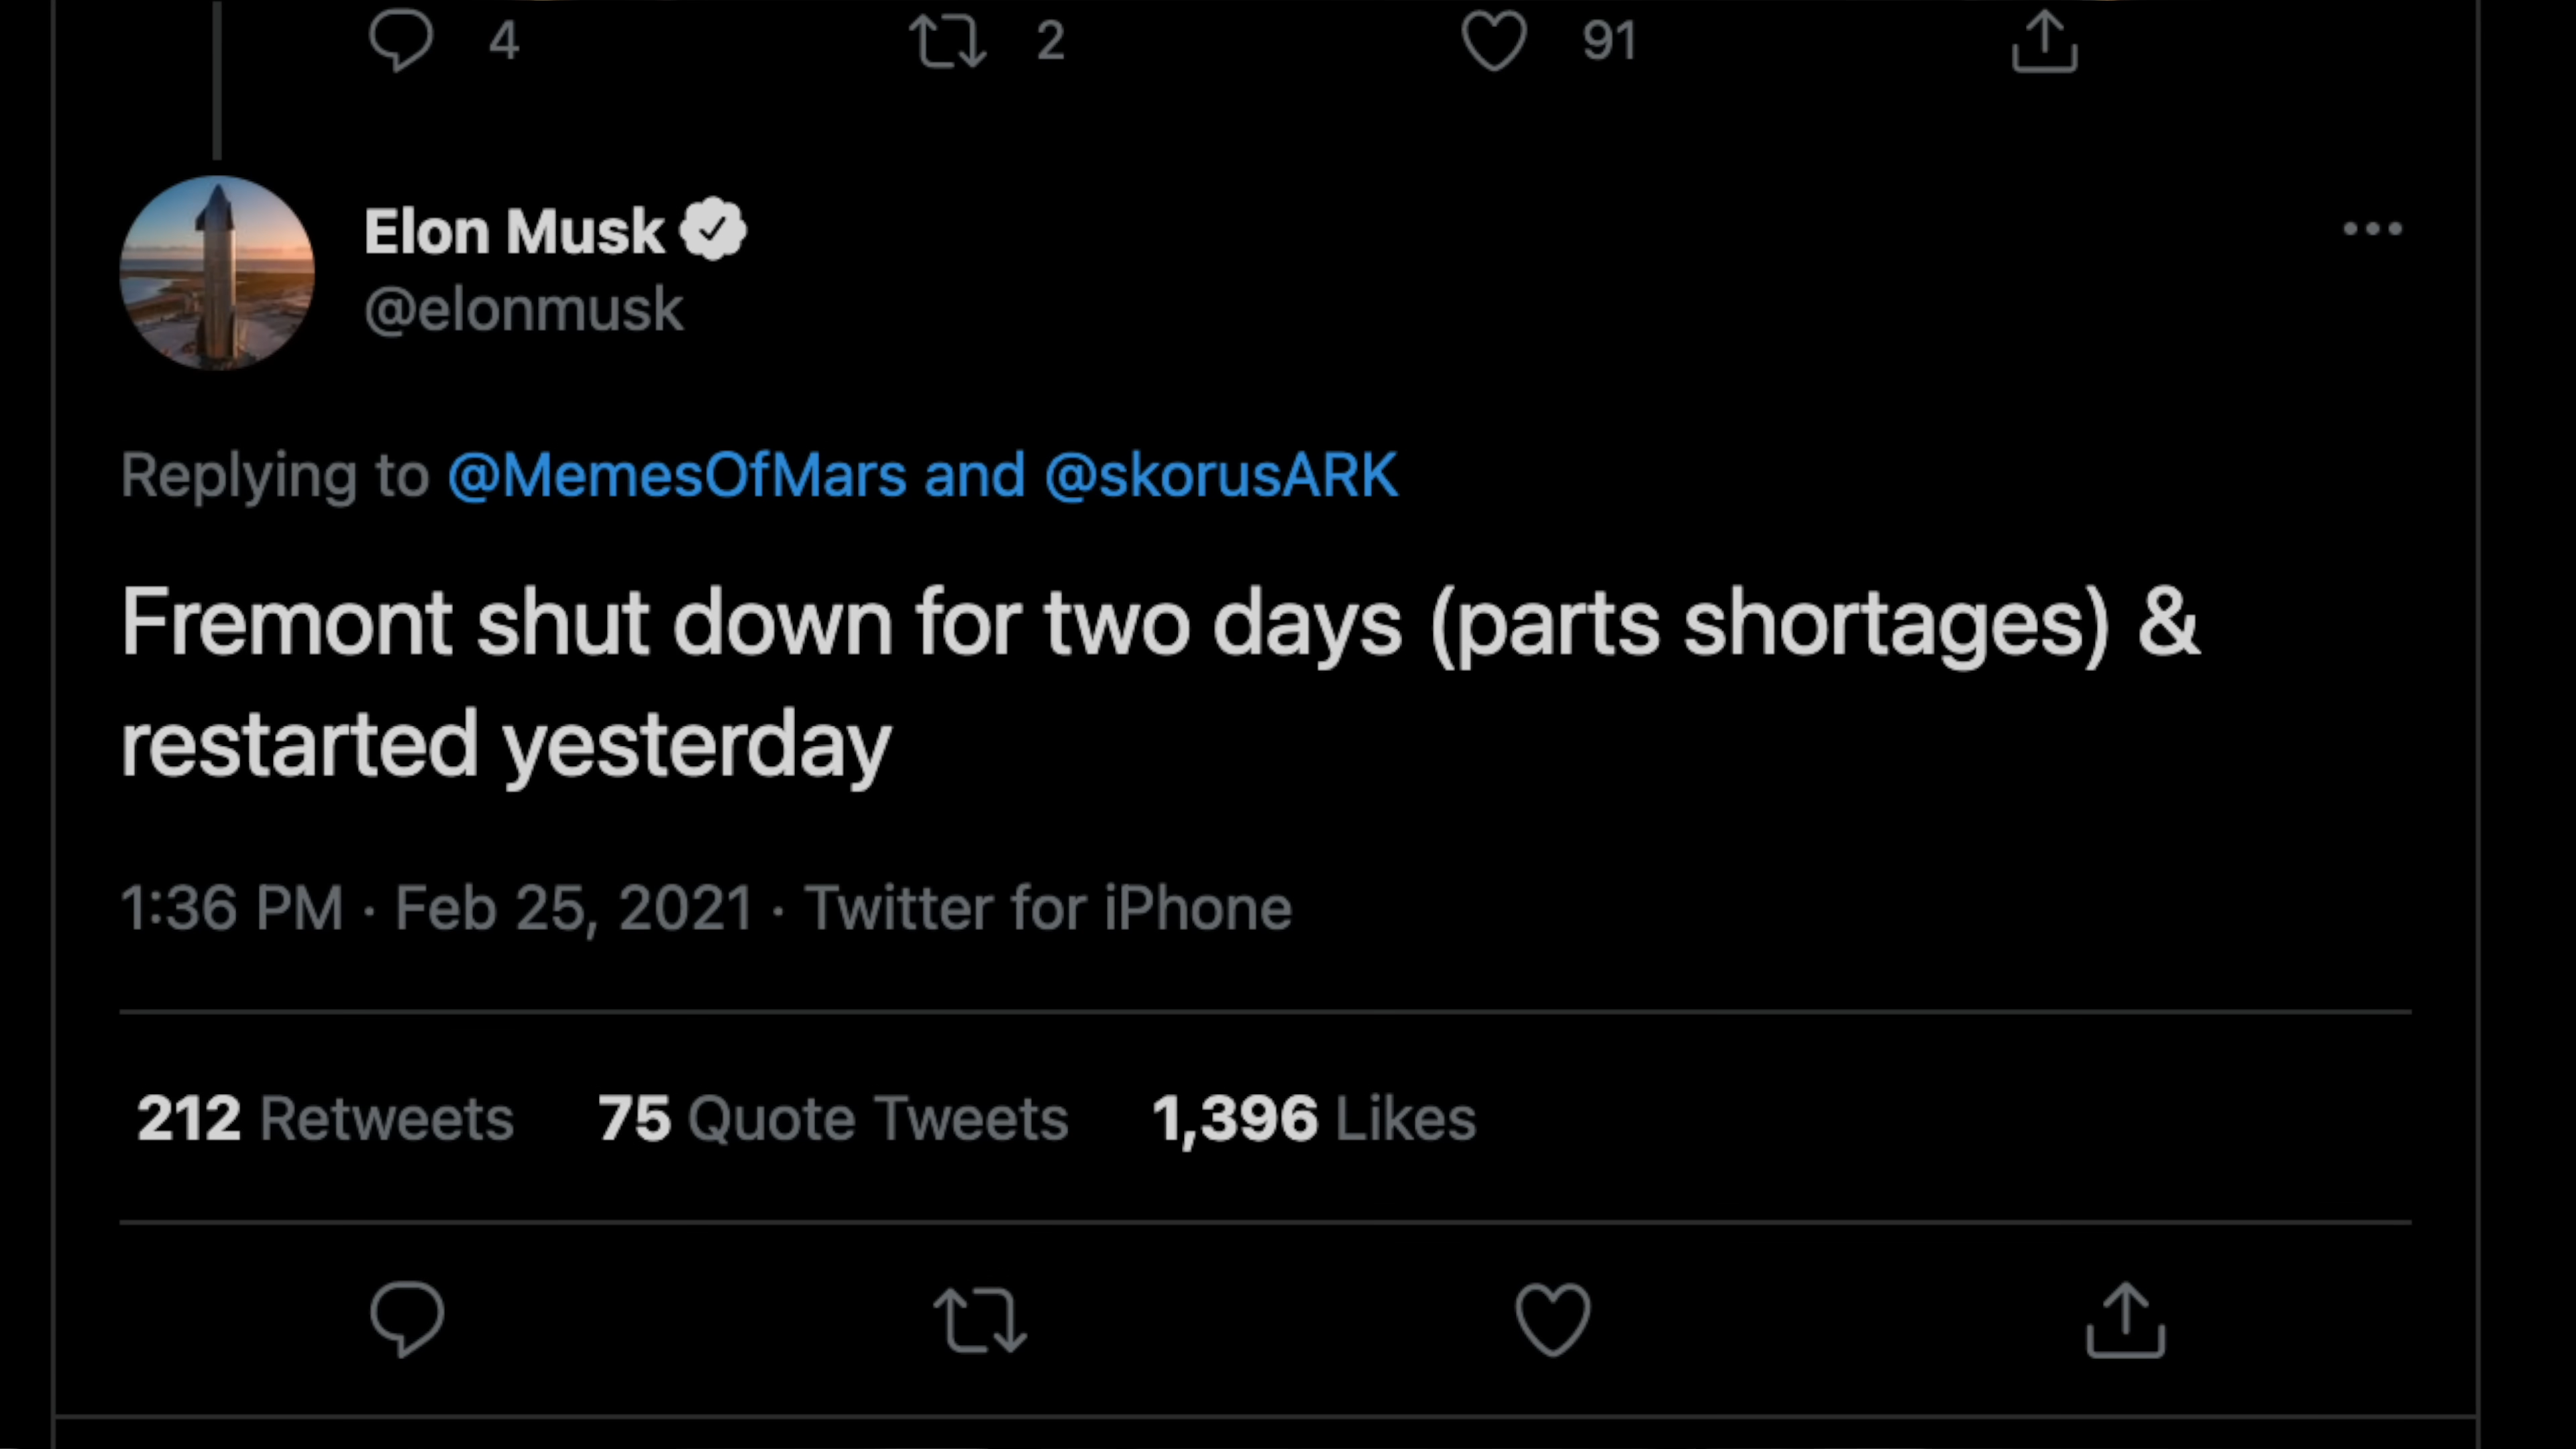 4 2 91
Elon Musk
@elonmusk
Replying to @MemesOfMars and @skorusARK
Fremont shut down for two days (parts shortages) &
restarted yesterday
1:36 PM · Feb 25, 2021 · Twitter for iPhone
212 Retweets 75 Quote Tweets 1,396 Likes